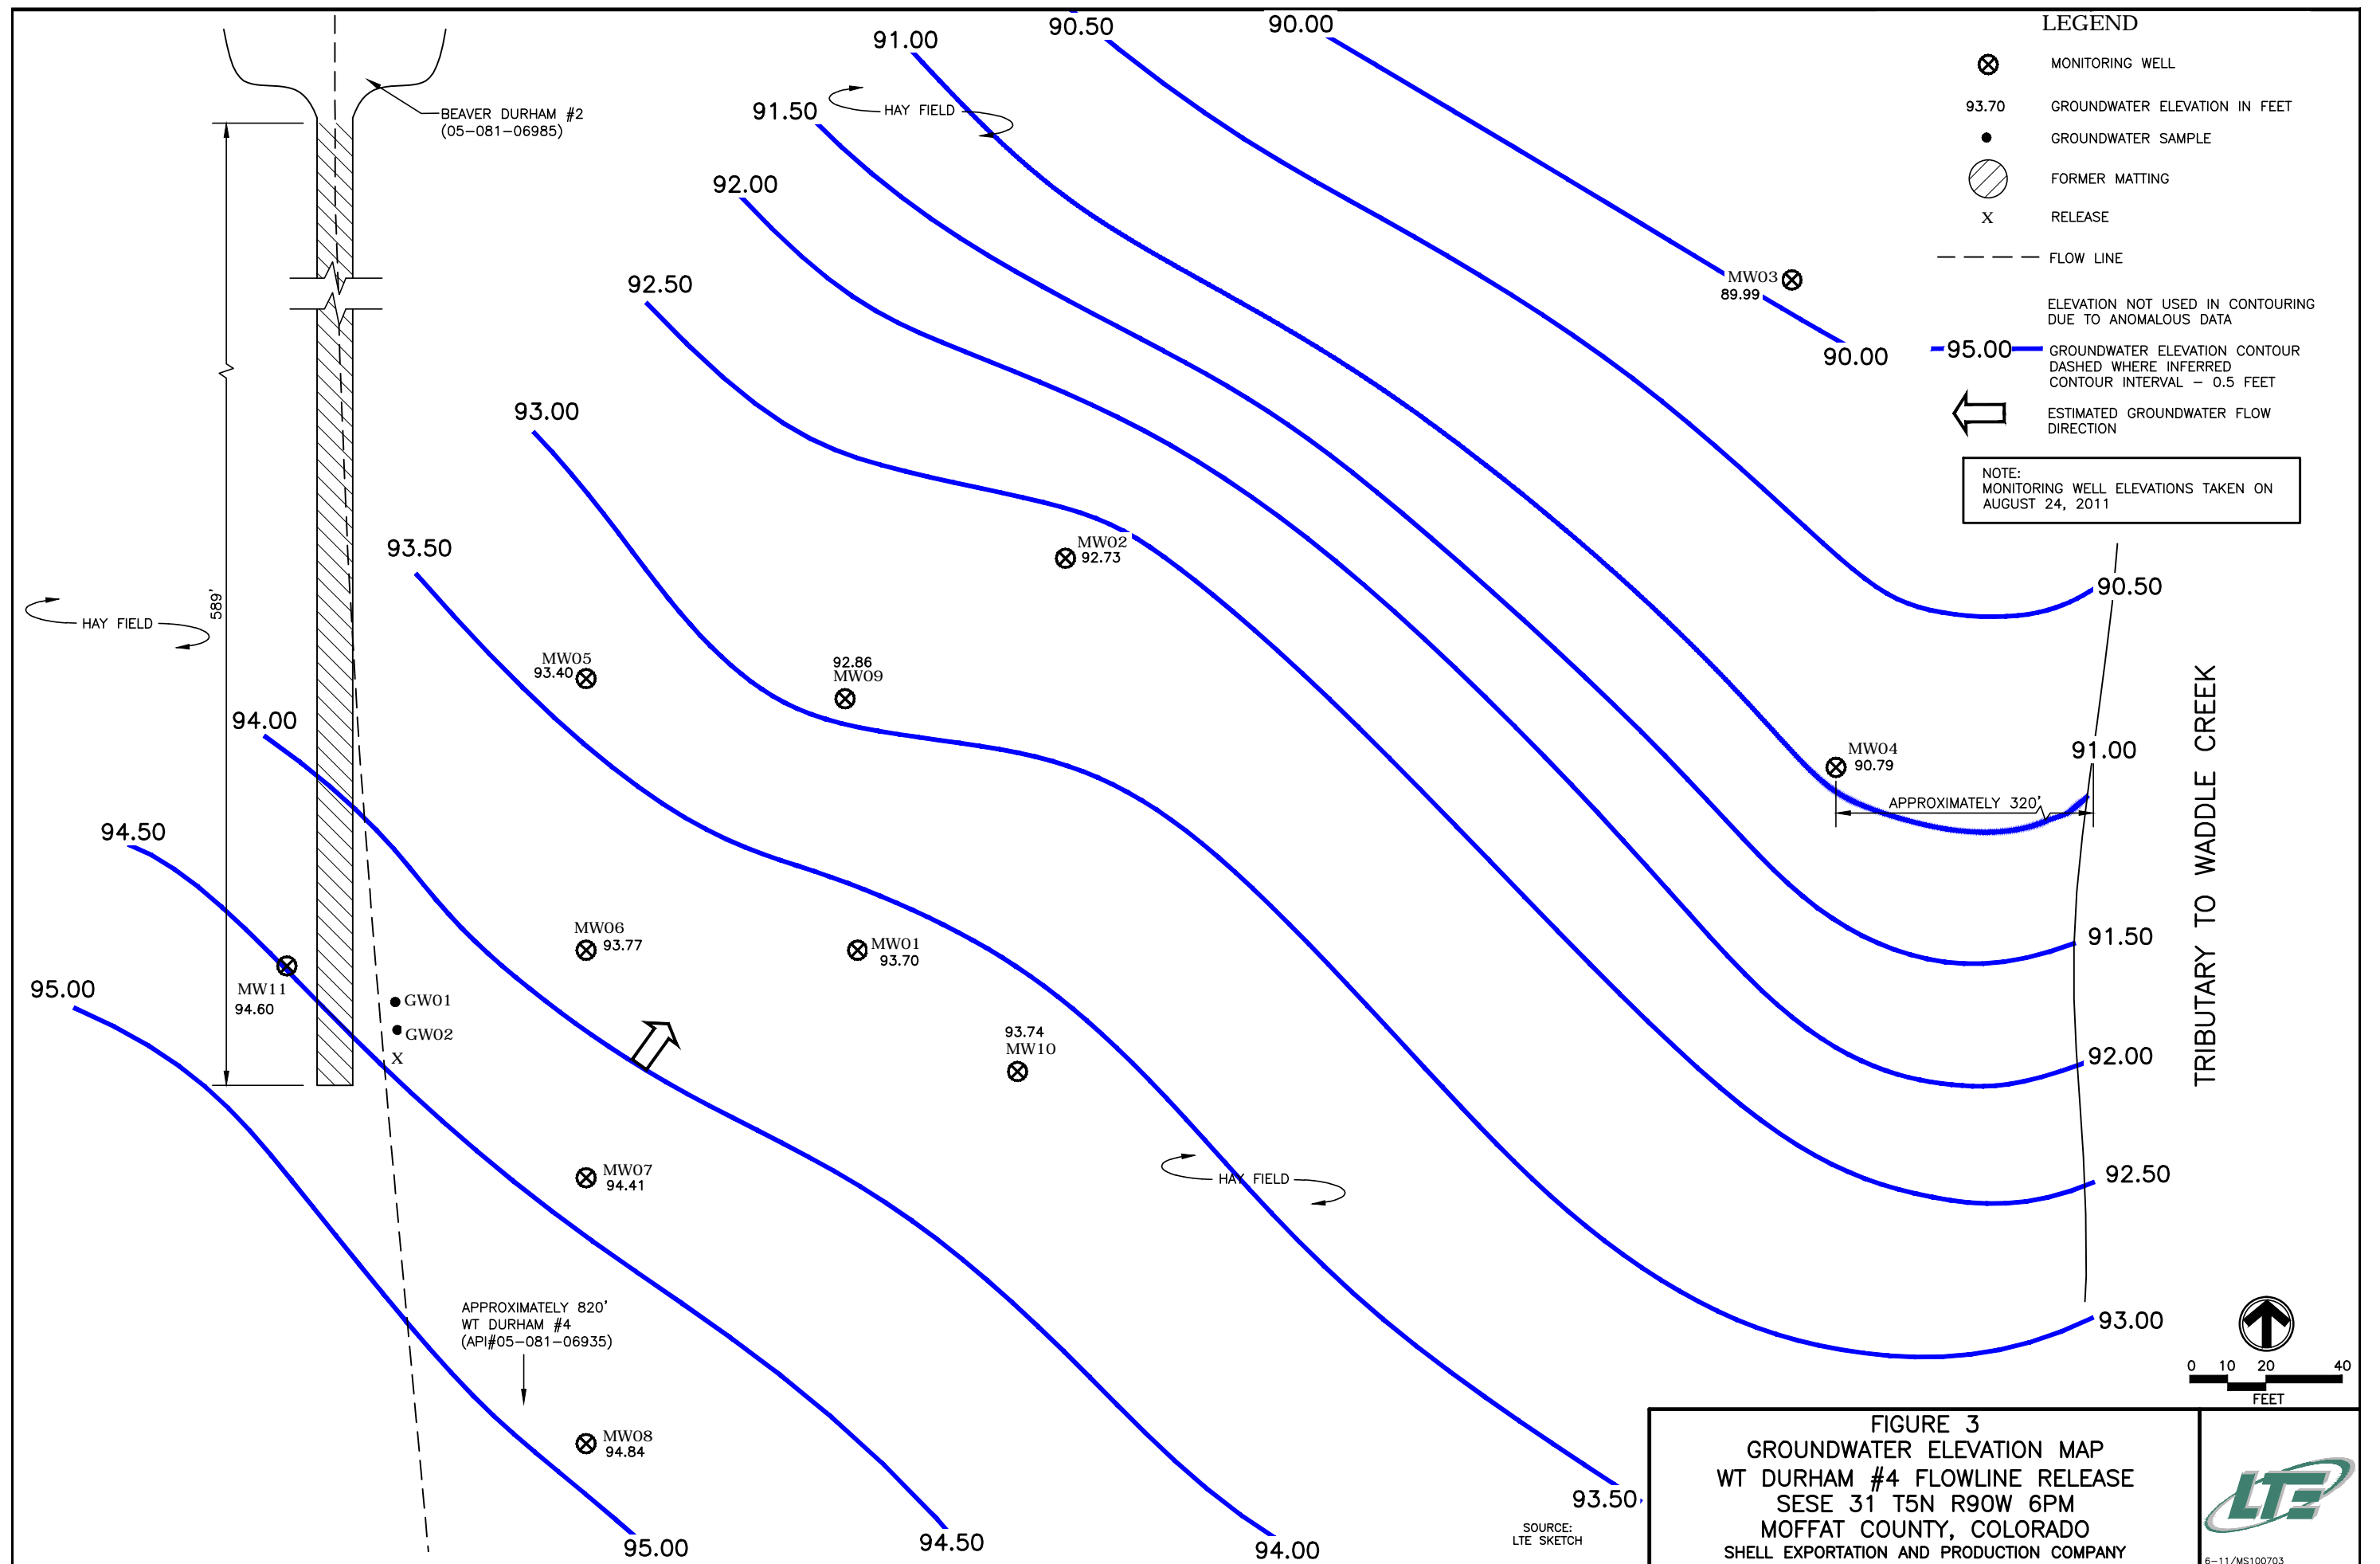 90.50
90.00
91.00
91.50
92.00
92.50
93.00
93.50
94.00
94.50
95.00
HAY FIELD
BEAVER DURHAM #2
(05-081-06985)
LEGEND
MONITORING WELL
93.70 GROUNDWATER ELEVATION IN FEET
GROUNDWATER SAMPLE
FORMER MATTING
X RELEASE
FLOW LINE
ELEVATION NOT USED IN CONTOURING
DUE TO ANOMALOUS DATA
95.00 GROUNDWATER ELEVATION CONTOUR
DASHED WHERE INFERRED
CONTOUR INTERVAL - 0.5 FEET
ESTIMATED GROUNDWATER FLOW
DIRECTION
NOTE:
MONITORING WELL ELEVATIONS TAKEN ON
AUGUST 24, 2011
MW03
89.99
90.00
MW02
92.73
90.50
HAY FIELD
589'
MW05
93.40
92.86
MW09
MW04
90.79
91.00
APPROXIMATELY 320'
TRIBUTARY TO WADDLE CREEK
MW06
93.77
MW01
93.70
91.50
MW11
94.60
GW01
GW02
X
93.74
MW10
92.00
MW07
94.41
HAY FIELD
92.50
APPROXIMATELY 820'
WT DURHAM #4
(API#05-081-06935)
93.00
MW08
94.84
0 10 20 40
FEET
95.00
94.50
94.00
93.50
SOURCE:
LTE SKETCH
FIGURE 3
GROUNDWATER ELEVATION MAP
WT DURHAM #4 FLOWLINE RELEASE
SESE 31 T5N R90W 6PM
MOFFAT COUNTY, COLORADO
SHELL EXPORTATION AND PRODUCTION COMPANY
LTE
6-11/MS100703